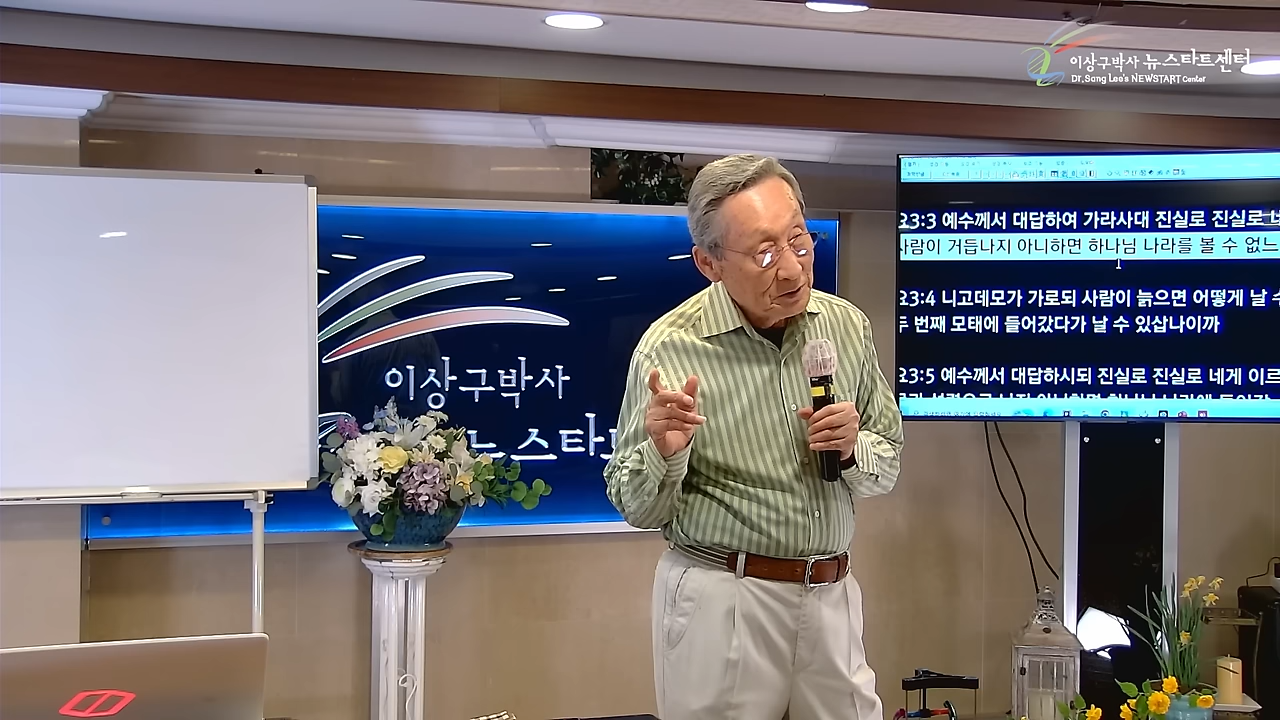 이상구박사 뉴스타트센터
Dr. Sang Lee's NEWSTART Center
요3:3 예수께서 대답하여 가라사대 진실로 진실로
사람이 거듭나지 아니하면 하나님 나라를 볼 수 없느
요3:4 니고데모가 가로되 사람이 늙으면 어떻게 날
두 번째 모태에 들어갔다가 날 수 있삽나이까
요3:5 예수께서 대답하시되 진실로 진실로 네게 이르
이상구박사
뉴스타트